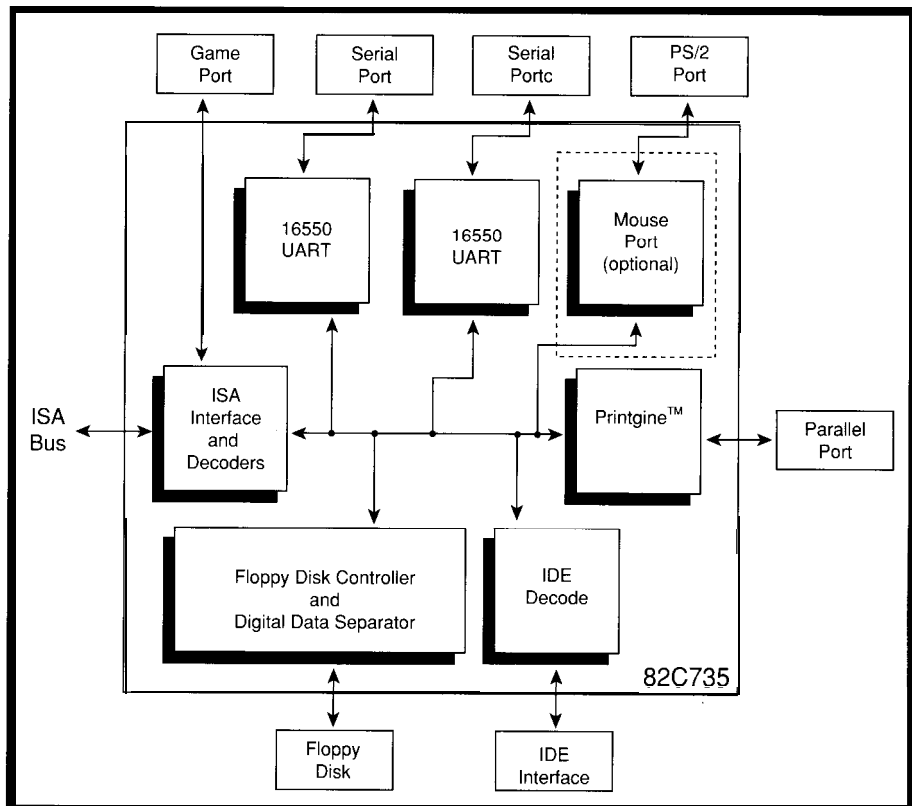 Game
Port
Serial
Port
Serial
Portc
PS/2
Port
16550
UART
16550
UART
Mouse
Port
(optional)
ISA
Bus
ISA
Interface
and
Decoders
Printgine™
Parallel
Port
Floppy Disk Controller
and
Digital Data Separator
IDE
Decode
82C735
Floppy
Disk
IDE
Interface